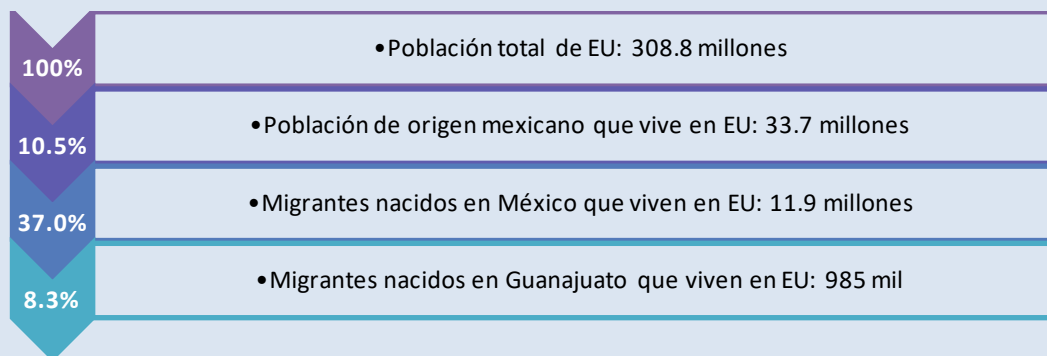 100%
•Población total de EU: 308.8 millones
10.5%
•Población de origen mexicano que vive en EU: 33.7 millones
37.0%
•Migrantes nacidos en México que viven en EU: 11.9 millones
8.3%
•Migrantes nacidos en Guanajuato que viven en EU: 985 mil